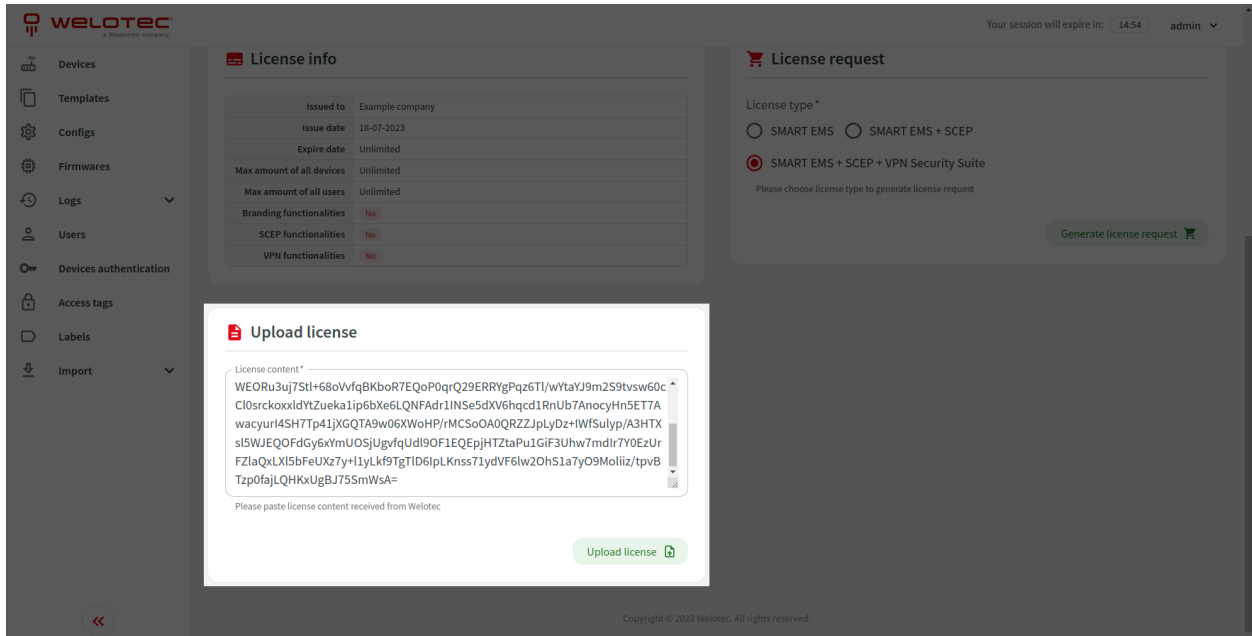 WELOTEC
a Westermo company
Your session will expire in: 14:54 admin
Devices
Templates
Configs
Firmwares
Logs
Users
Devices authentication
Access tags
Labels
Import
License info
Issued to Example company
Issue date 18-07-2023
Expire date Unlimited
Max amount of all devices Unlimited
Max amount of all users Unlimited
Branding functionalities No
SCEP functionalities No
VPN functionalities No
License request
License type*
SMART EMS SMART EMS + SCEP
SMART EMS + SCEP + VPN Security Suite
Please choose license type to generate license request
Generate license request
Upload license
License content*
WEORu3uj7Stl+68oVvfqBKboR7EQoP0qrQ29ERRYgPqz6Tl/wYtaYJ9m2S9tvsw60c
Cl0srckoxxldYtZueka1ip6bXe6LQNFAdr1INSe5dXV6hqcd1RnUb7AnocyHn5ET7A
wacyurI4SH7Tp41jXGQTA9w06XWoHP/rMCSoOA0QRZZJpLyDz+IWfSulyp/A3HTX
sl5WJEQOFdGy6xYmUOSjUgvfqUdl9OF1EQEpjHTZtaPu1GiF3Uhw7mdIr7Y0EzUr
FZlaQxLXl5bFeUXz7y+l1yLkf9TgTlD6IpLKnss71ydVF6lw2OhS1a7yO9Moliiz/tpvB
Tzp0fajLQHKxUgBJ75SmWsA=
Please paste license content received from Welotec
Upload license
Copyright © 2023 Welotec. All rights reserved.